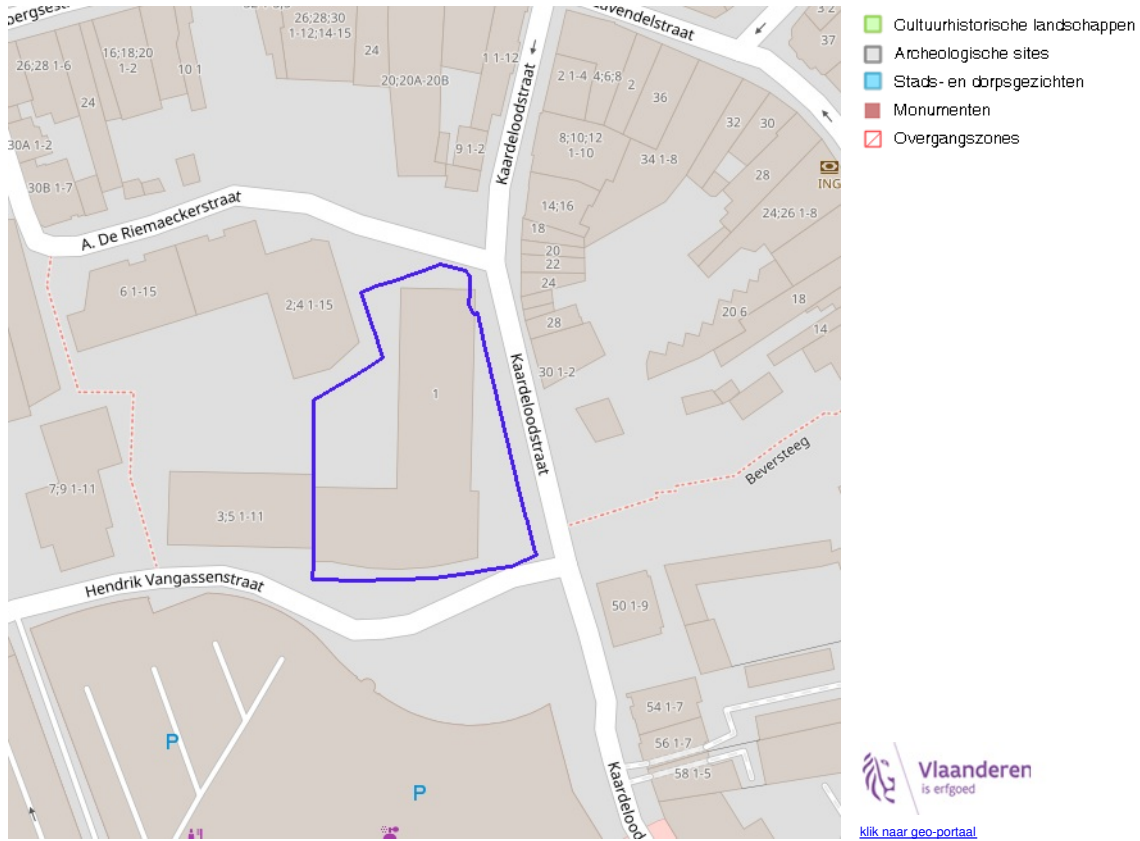 26;28;30
1-12;14-15
24
26;28 1-6
16;18;20
1-2
10 1
24
20;20A-20B
1 1-12
Kaardeloodstraat
2 1-4
4;6;8
2
36
37
32
30
8;10;12
1-10
34 1-8
28
ING
30A 1-2
9 1-2
30B 1-7
14;16
24;26 1-8
A. De Riemaeckerstraat
18
20
22
24
6 1-15
2;4 1-15
28
20 6
18
14
30 1-2
1
Kaardeloodstraat
Beversteeg
7;9 1-11
3;5 1-11
Hendrik Vangassenstraat
50 1-9
54 1-7
56 1-7
58 1-5
P
P
Kaardelood
Cultuurhistorische landschappen
Archeologische sites
Stads- en dorpsgezichten
Monumenten
Overgangszones
Vlaanderen
is erfgoed
klik naar geo-portaal